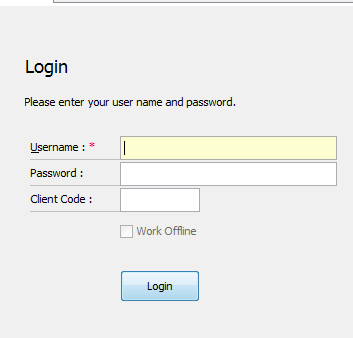 Login
Please enter your user name and password.
Username : *
Password :
Client Code :
Work Offline
Login